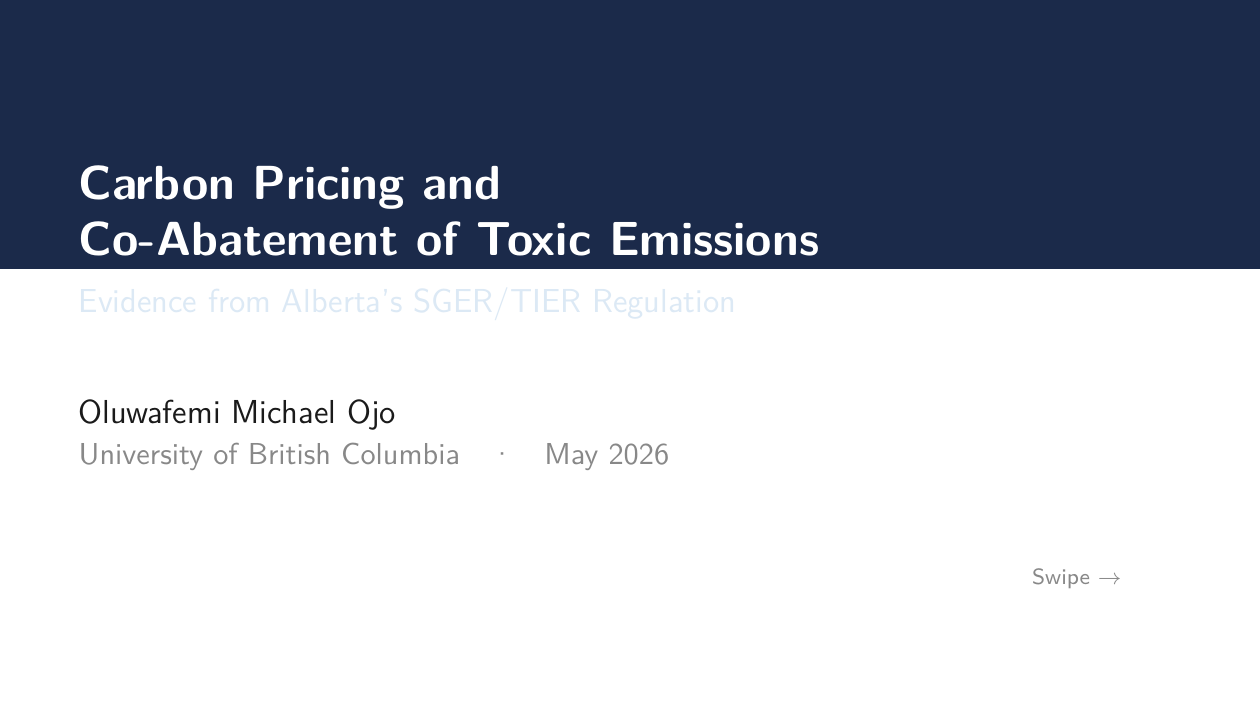 Carbon Pricing and
Co-Abatement of Toxic Emissions
Evidence from Alberta's SGER/TIER Regulation
Oluwafemi Michael Ojo
University of British Columbia · May 2026
Swipe →